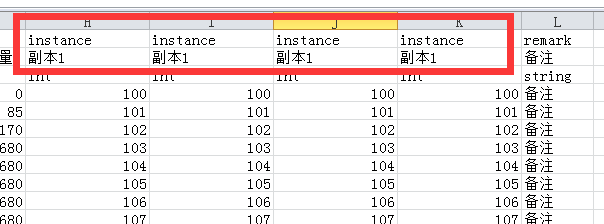 H I J K L
instance instance instance instance remark
量 副本1 副本1 副本1 副本1 备注
int int int int string
0 100 100 100 100 备注
85 101 101 101 101 备注
170 102 102 102 102 备注
680 103 103 103 103 备注
680 104 104 104 104 备注
680 105 105 105 105 备注
680 106 106 106 106 备注
680 107 107 107 107 备注